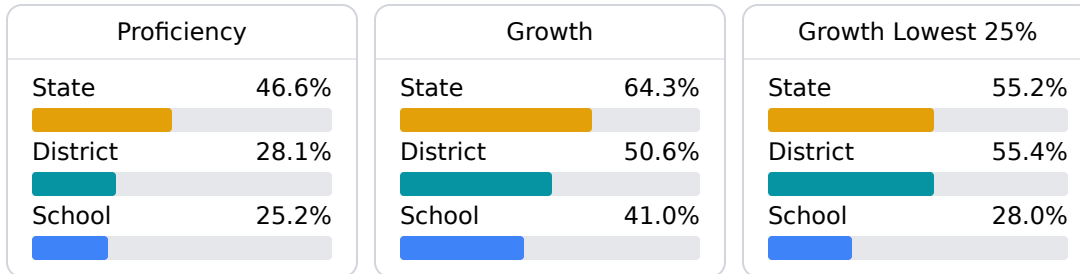 Proficiency
State 46.6%
District 28.1%
School 25.2%
Growth
State 64.3%
District 50.6%
School 41.0%
Growth Lowest 25%
State 55.2%
District 55.4%
School 28.0%